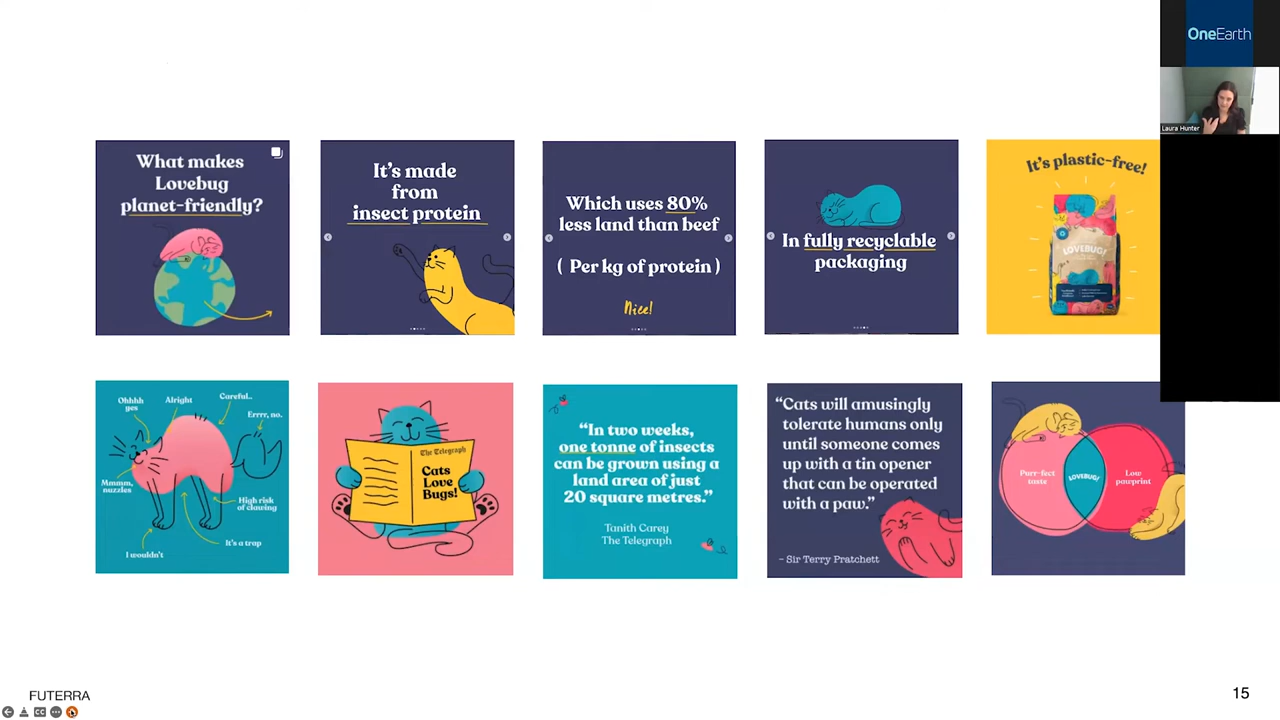 OneEarth
Laura Hunter
What makes
Lovebug
planet-friendly?
It's made
from
insect protein
Which uses 80%
less land than beef
( Per kg of protein )
Nice!
In fully recyclable
packaging
It's plastic-free!
LOVEBUG!
Ohhhh
yes
Alright
Careful..
Errrr, no.
Mmmm,
nuzzles
High risk
of clawing
It's a trap
I wouldn't
The Telegraph
Cats
Love
Bugs!
“In two weeks,
one tonne of insects
can be grown using a
land area of just
20 square metres.”
Tanith Carey
The Telegraph
“Cats will amusingly
tolerate humans only
until someone comes
up with a tin opener
that can be operated
with a paw.”
– Sir Terry Pratchett
Purr-fect
taste
LOVEBUG!
Low
pawprint
FUTERRA
CC
15